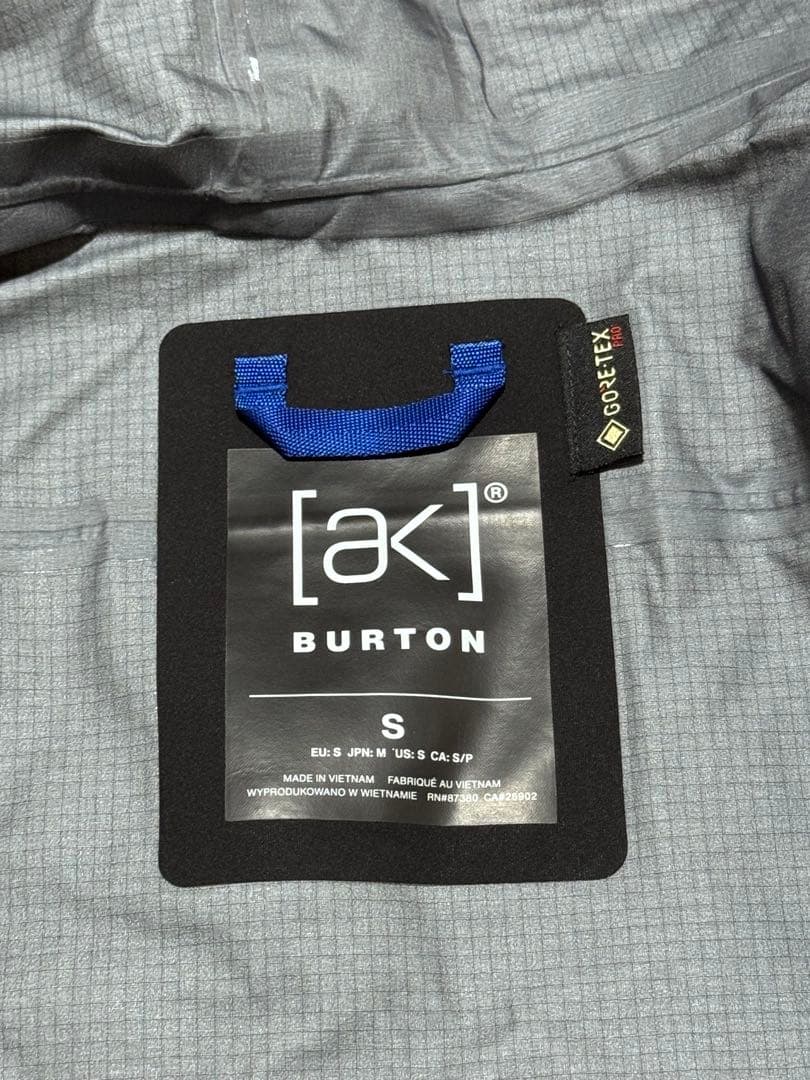 [ak]®
BURTON
S
EU: S JPN: M US: S CA: S/P
MADE IN VIETNAM FABRIQUÉ AU VIETNAM
WYPRODUKOWANO W WIETNAMIE RN#87380 CA#26902
GORE-TEX
PRO